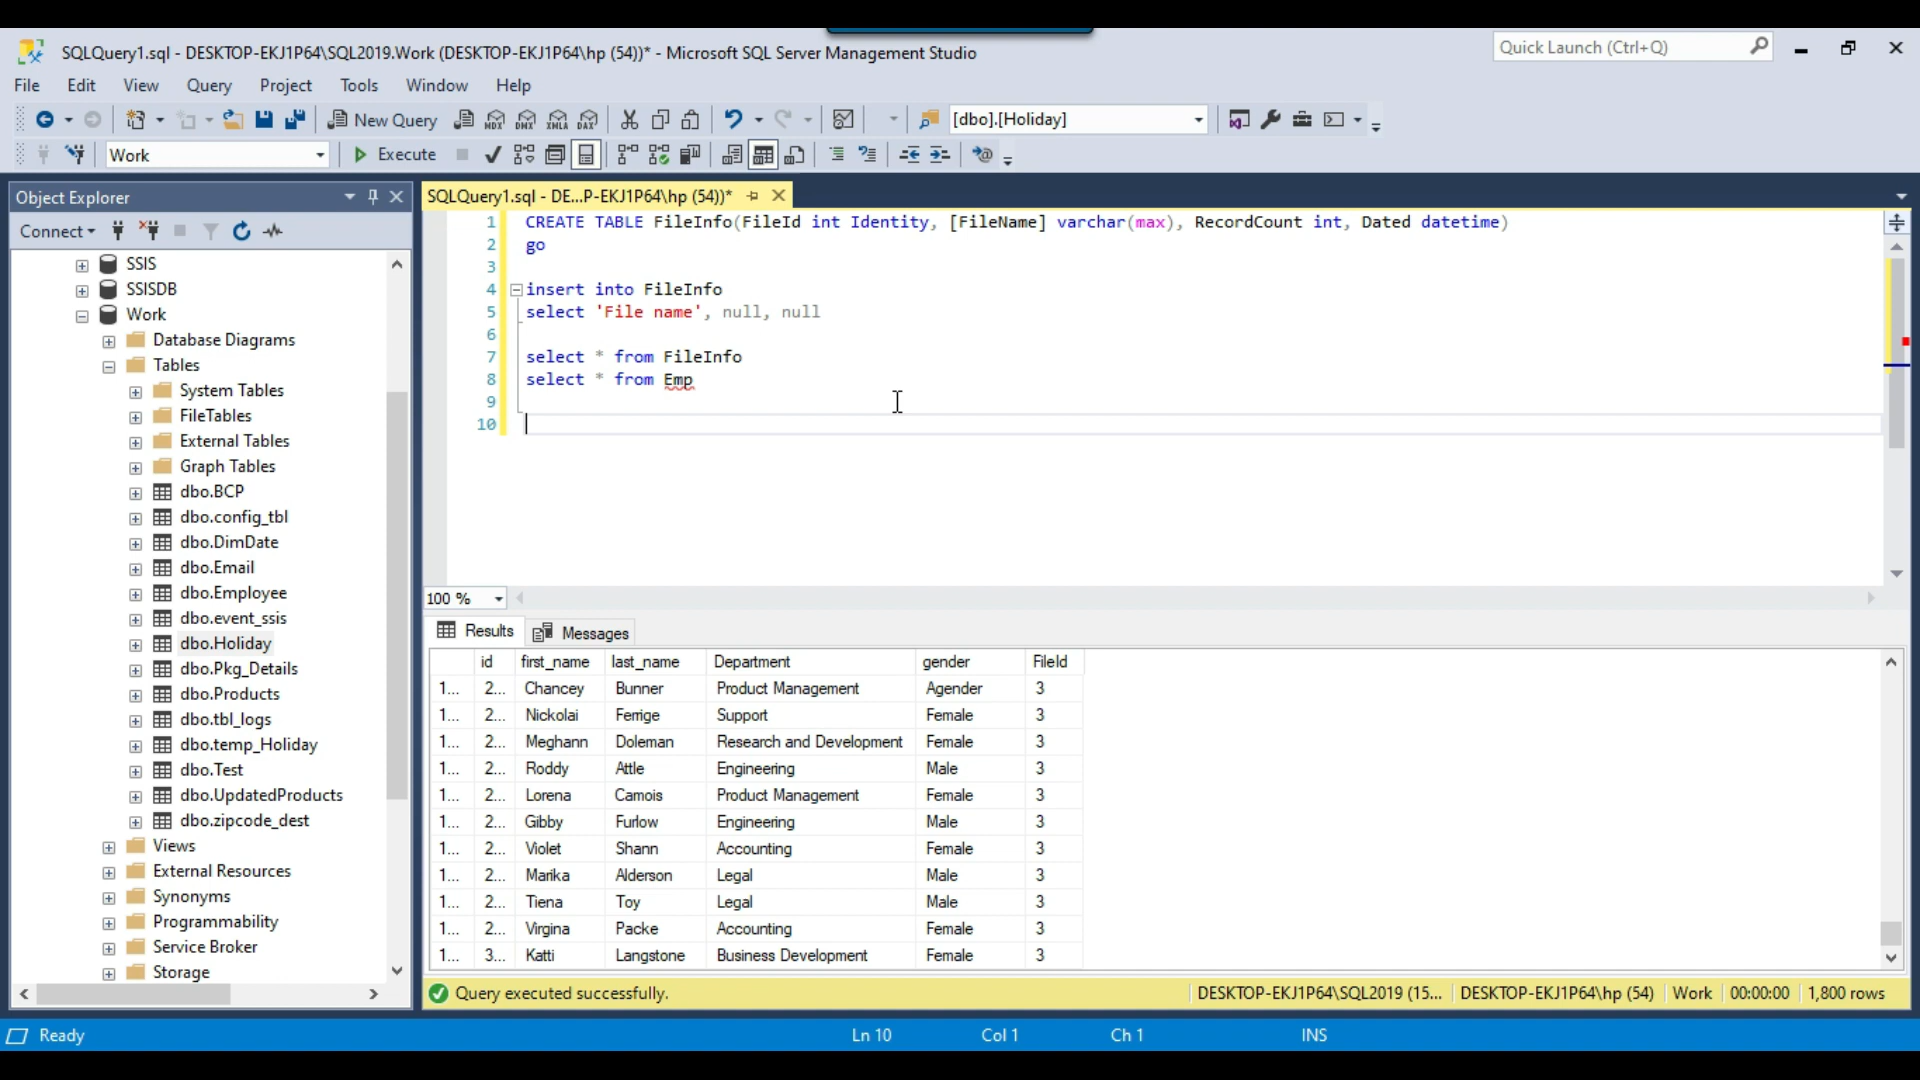 SQLQuery1.sql - DESKTOP-EKJ1P64\SQL2019.Work (DESKTOP-EKJ1P64\hp (54))* - Microsoft SQL Server Management Studio
Quick Launch (Ctrl+Q)
File Edit View Query Project Tools Window Help
New Query MDX DMX XMLA DAX [dbo].[Holiday]
Work Execute
Object Explorer
Connect
SSIS
SSISDB
Work
Database Diagrams
Tables
System Tables
FileTables
External Tables
Graph Tables
dbo.BCP
dbo.config_tbl
dbo.DimDate
dbo.Email
dbo.Employee
dbo.event_ssis
dbo.Holiday
dbo.Pkg_Details
dbo.Products
dbo.tbl_logs
dbo.temp_Holiday
dbo.Test
dbo.UpdatedProducts
dbo.zipcode_dest
Views
External Resources
Synonyms
Programmability
Service Broker
Storage
SQLQuery1.sql - DE...P-EKJ1P64\hp (54))*
1 CREATE TABLE FileInfo(FileId int Identity, [FileName] varchar(max), RecordCount int, Dated datetime)
2 go
3
4 insert into FileInfo
5 select 'File name', null, null
6
7 select * from FileInfo
8 select * from Emp
9
10
100 %
Results Messages
id first_name last_name Department gender FileId
1... 2... Chancey Bunner Product Management Agender 3
1... 2... Nickolai Ferrige Support Female 3
1... 2... Meghann Doleman Research and Development Female 3
1... 2... Roddy Attle Engineering Male 3
1... 2... Lorena Camois Product Management Female 3
1... 2... Gibby Furlow Engineering Male 3
1... 2... Violet Shann Accounting Female 3
1... 2... Marika Alderson Legal Male 3
1... 2... Tiena Toy Legal Male 3
1... 2... Virgina Packe Accounting Female 3
1... 3... Katti Langstone Business Development Female 3
Query executed successfully. DESKTOP-EKJ1P64\SQL2019 (15... DESKTOP-EKJ1P64\hp (54) Work 00:00:00 1,800 rows
Ready Ln 10 Col 1 Ch 1 INS